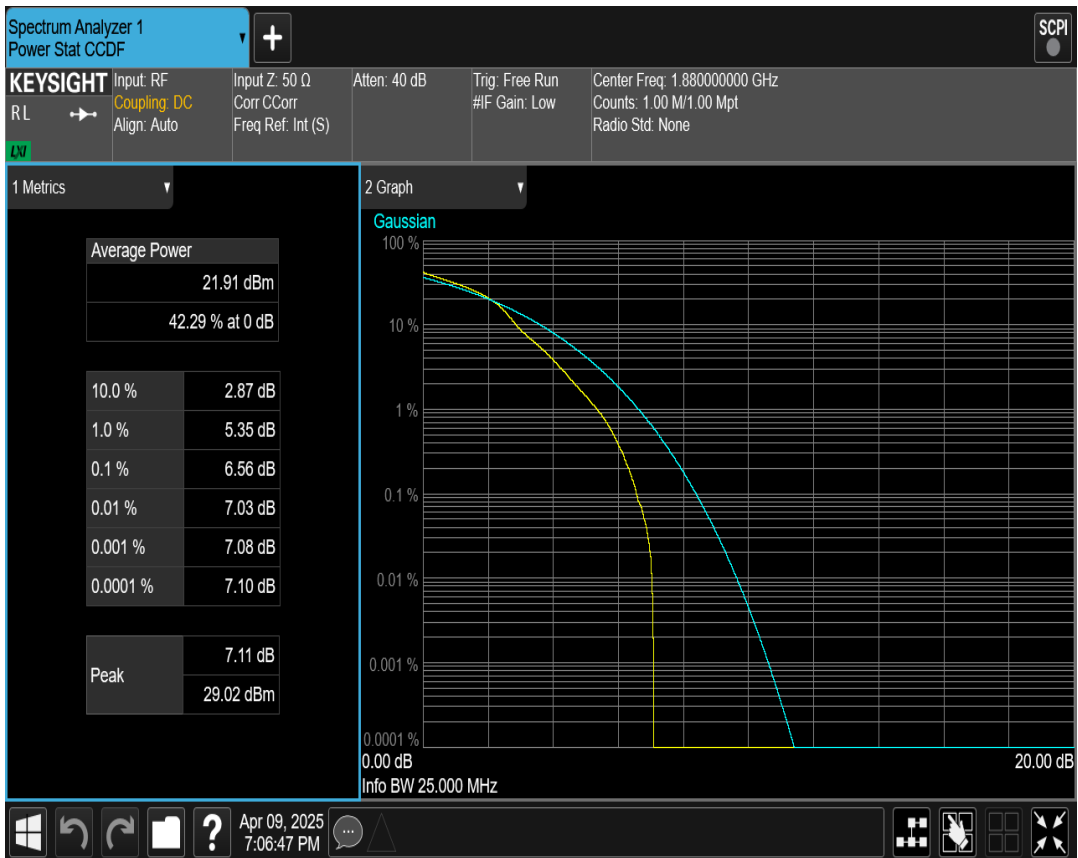 Spectrum Analyzer 1
Power Stat CCDF
▼
+
SCPI
KEYSIGHT
RL
LXI
Input: RF
Coupling: DC
Align: Auto
Input Z: 50 Ω
Corr CCorr
Freq Ref: Int (S)
Atten: 40 dB
Trig: Free Run
#IF Gain: Low
Center Freq: 1.880000000 GHz
Counts: 1.00 M/1.00 Mpt
Radio Std: None
1 Metrics ▼
Average Power
21.91 dBm
42.29 % at 0 dB
10.0 % 2.87 dB
1.0 % 5.35 dB
0.1 % 6.56 dB
0.01 % 7.03 dB
0.001 % 7.08 dB
0.0001 % 7.10 dB
Peak
7.11 dB
29.02 dBm
2 Graph ▼
Gaussian
100 %
10 %
1 %
0.1 %
0.01 %
0.001 %
0.0001 %
0.00 dB 20.00 dB
Info BW 25.000 MHz
?
Apr 09, 2025
7:06:47 PM